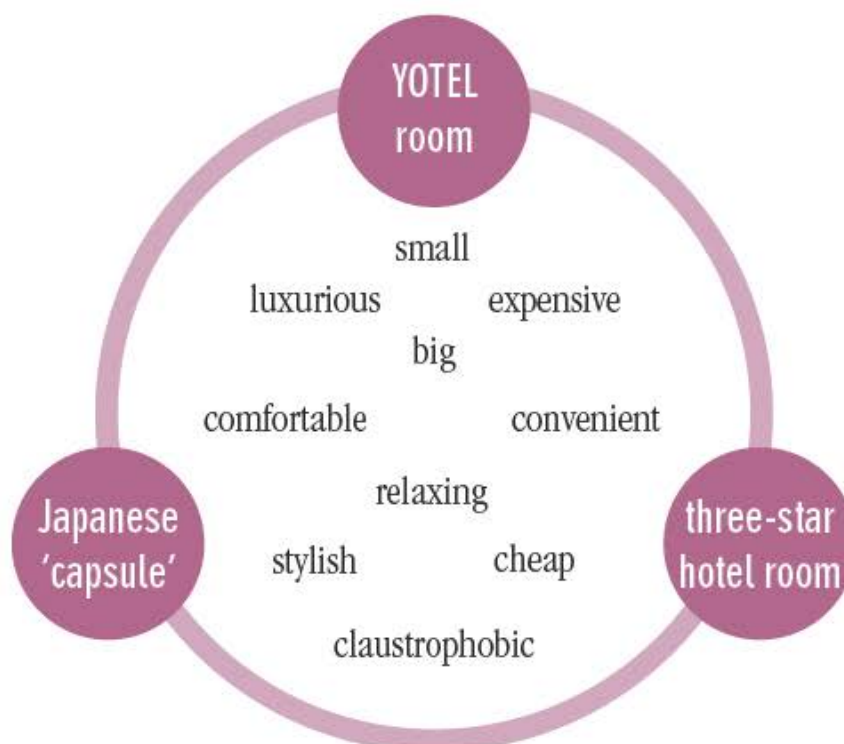 YOTEL
room
small
luxurious expensive
big
comfortable convenient
relaxing
Japanese
'capsule'
three-star
hotel room
stylish cheap
claustrophobic